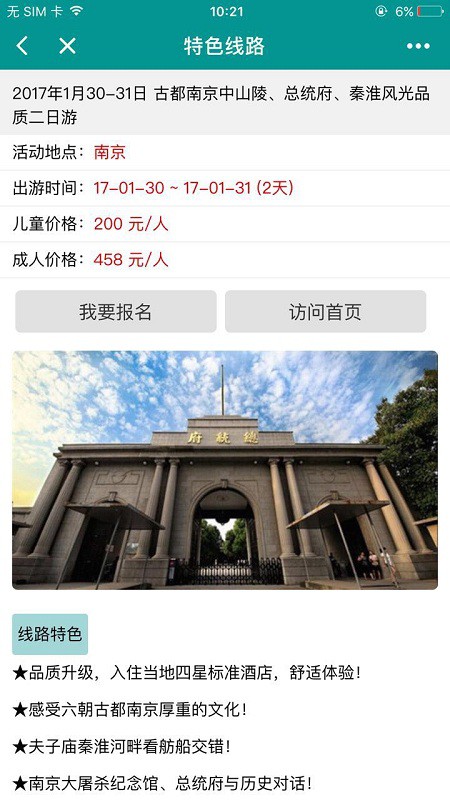 无 SIM 卡 10:21 6%
特色线路
2017年1月30-31日 古都南京中山陵、总统府、秦淮风光品
质二日游
活动地点：南京
出游时间：17-01-30 ~ 17-01-31 (2天)
儿童价格：200 元/人
成人价格：458 元/人
我要报名 访问首页
府統總
线路特色
★品质升级，入住当地四星标准酒店，舒适体验！
★感受六朝古都南京厚重的文化！
★夫子庙秦淮河畔看舫船交错！
★南京大屠杀纪念馆、总统府与历史对话！